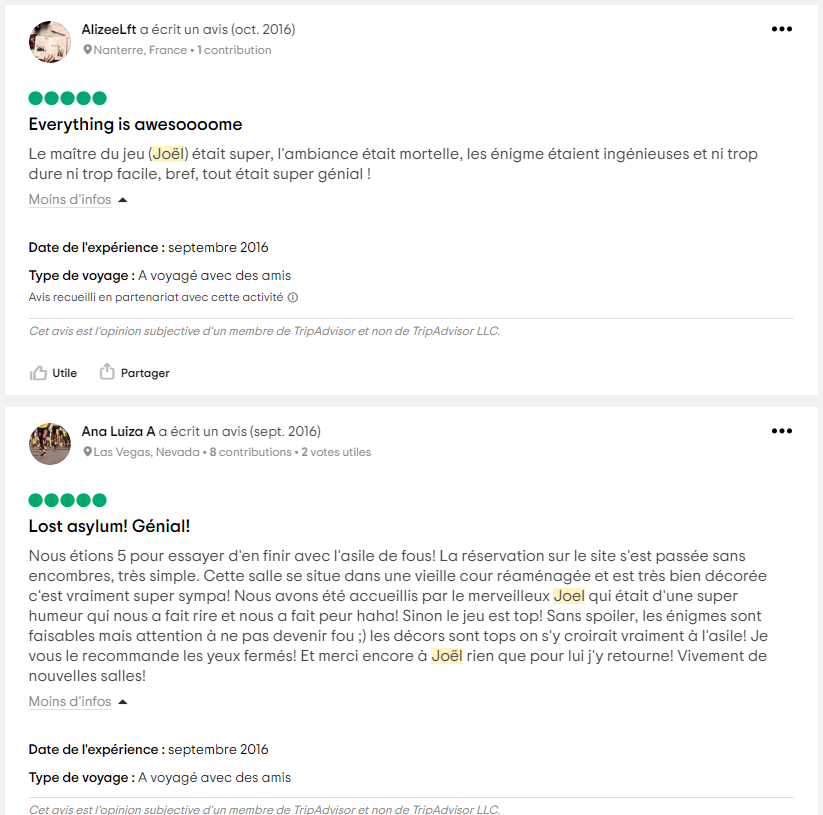 AlizeeLft a écrit un avis (oct. 2016)
Nanterre, France • 1 contribution
Everything is awesoooome
Le maître du jeu (Joël) était super, l'ambiance était mortelle, les énigme étaient ingénieuses et ni trop
dure ni trop facile, bref, tout était super génial !
Moins d'infos
Date de l'expérience : septembre 2016
Type de voyage : A voyagé avec des amis
Avis recueilli en partenariat avec cette activité
Cet avis est l'opinion subjective d'un membre de TripAdvisor et non de TripAdvisor LLC.
Utile Partager
Ana Luiza A a écrit un avis (sept. 2016)
Las Vegas, Nevada • 8 contributions • 2 votes utiles
Lost asylum! Génial!
Nous étions 5 pour essayer d'en finir avec l'asile de fous! La réservation sur le site s'est passée sans
encombres, très simple. Cette salle se situe dans une vieille cour réaménagée et est très bien décorée
c'est vraiment super sympa! Nous avons été accueillis par le merveilleux Joel qui était d'une super
humeur qui nous a fait rire et nous a fait peur haha! Sinon le jeu est top! Sans spoiler, les énigmes sont
faisables mais attention à ne pas devenir fou ;) les décors sont tops on s'y croirait vraiment à l'asile! Je
vous le recommande les yeux fermés! Et merci encore à Joël rien que pour lui j'y retourne! Vivement de
nouvelles salles!
Moins d'infos
Date de l'expérience : septembre 2016
Type de voyage : A voyagé avec des amis
Cet avis est l'opinion subjective d'un membre de TripAdvisor et non de TripAdvisor LLC.